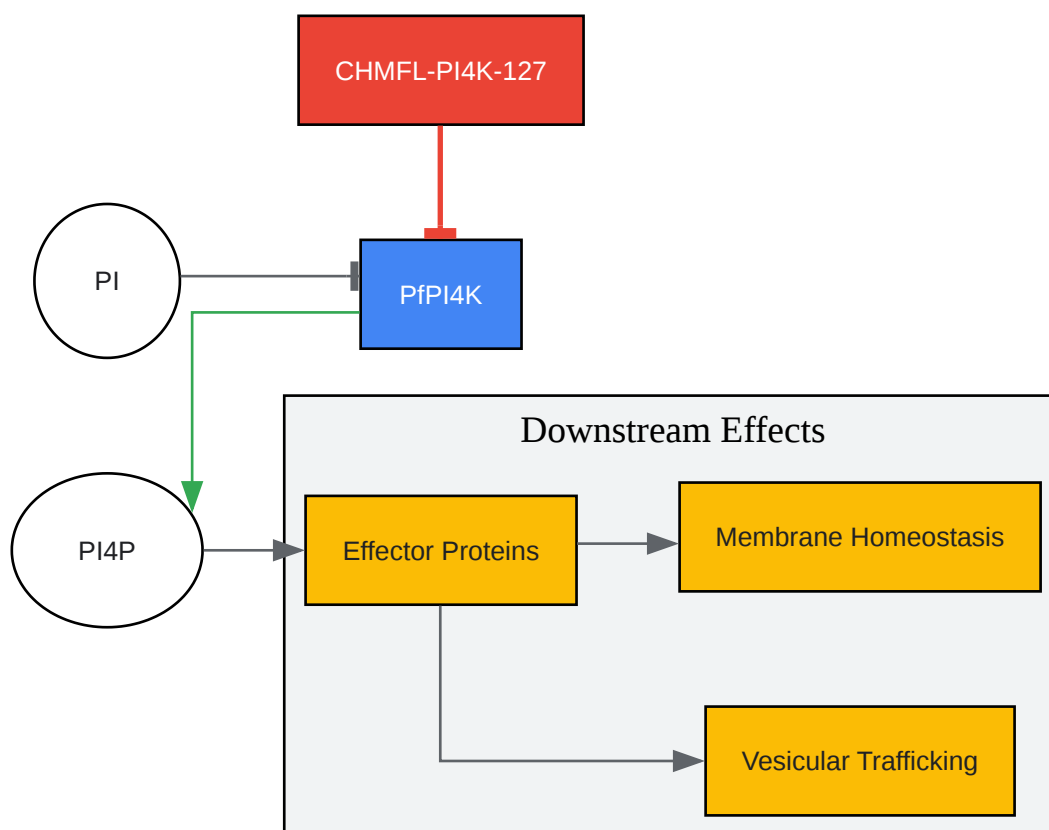 CHMFL-PI4K-127
PI
PfPI4K
Downstream Effects
PI4P
Effector Proteins
Membrane Homeostasis
Vesicular Trafficking